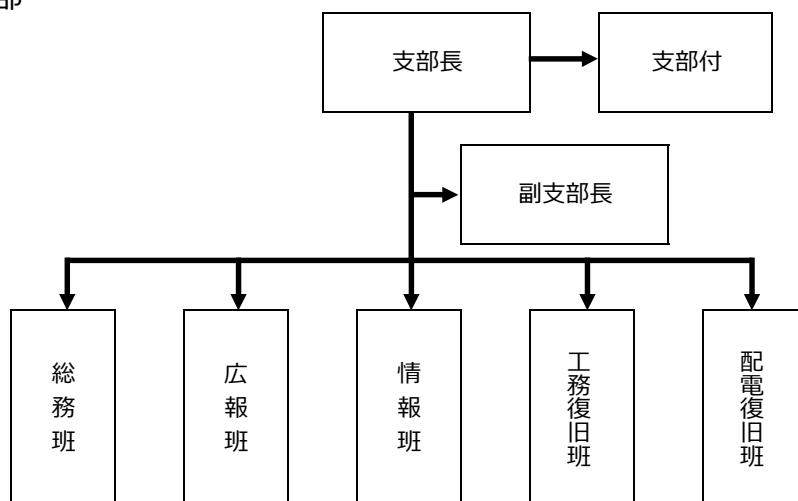 部
支部長
支部付
副支部長
総務班
広報班
情報班
工務復旧班
配電復旧班